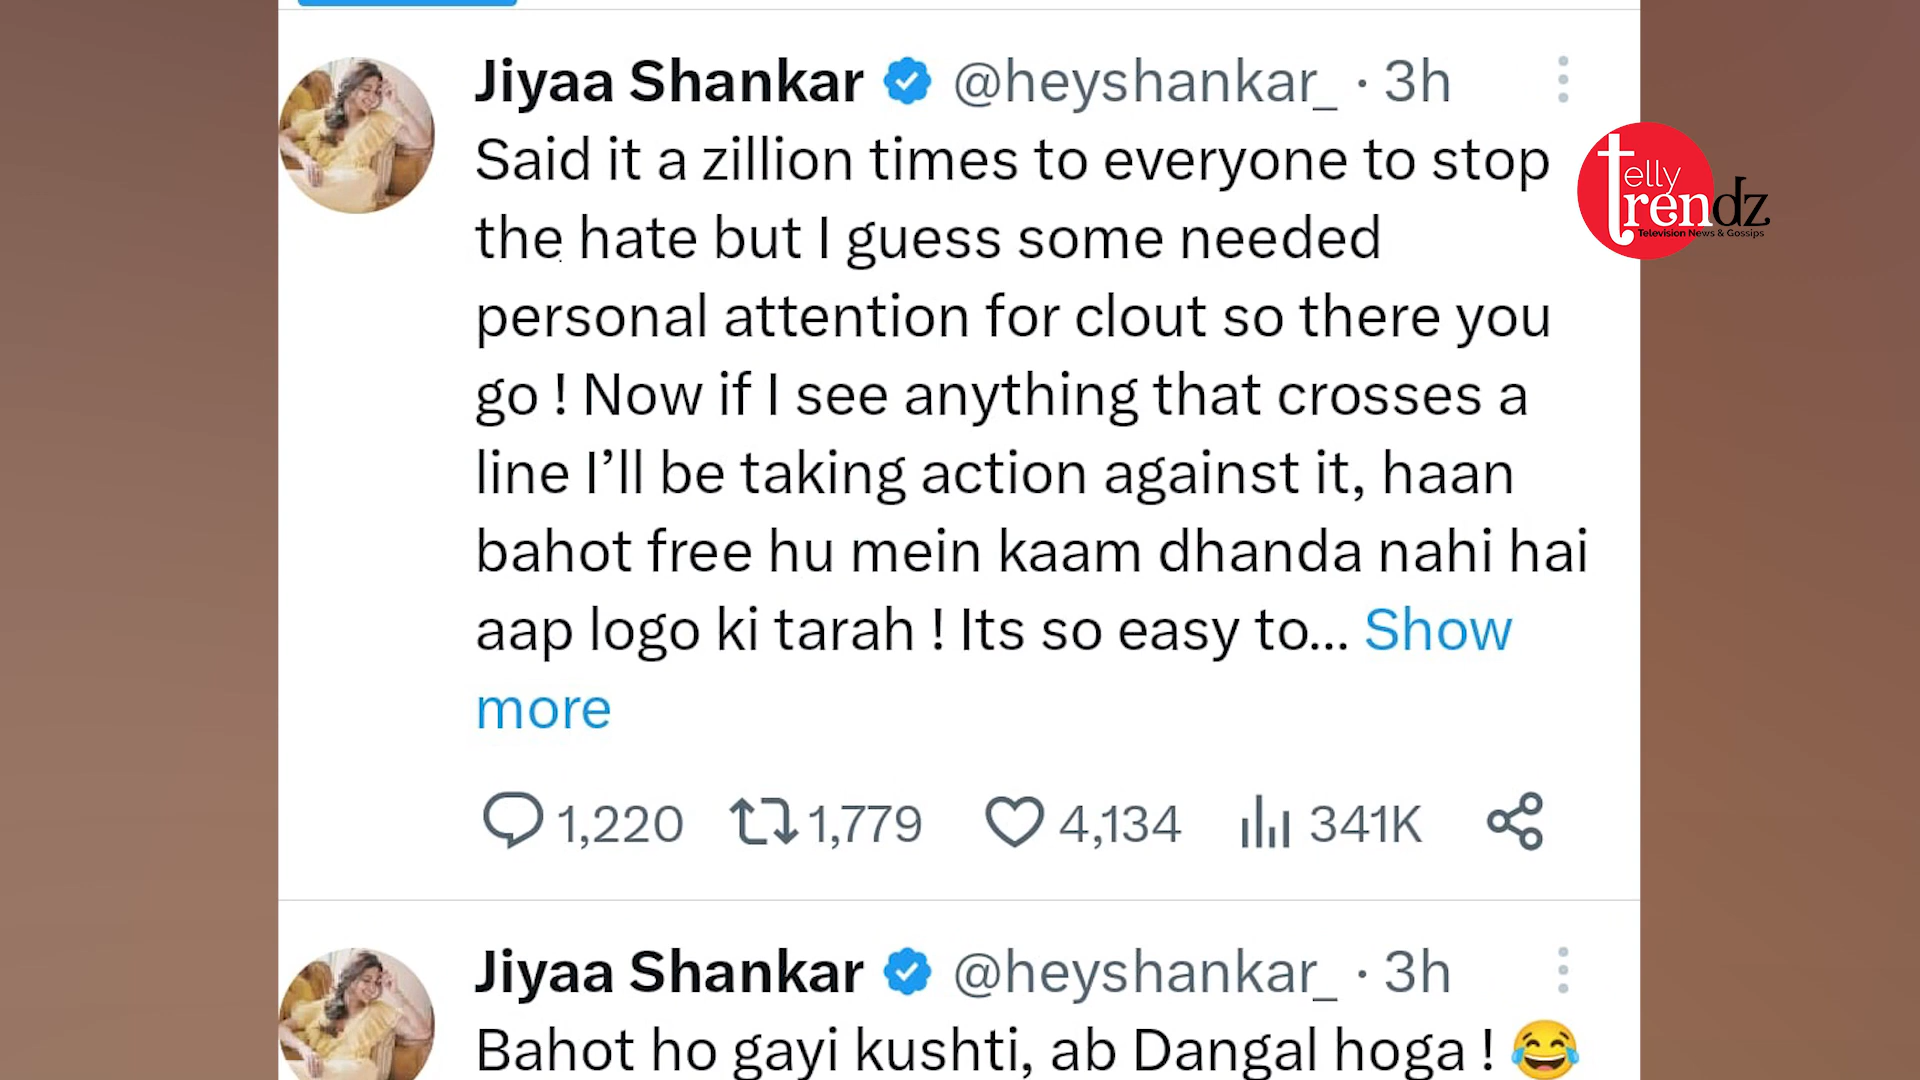 Jiyaa Shankar @heyshankar_ · 3h
Said it a zillion times to everyone to stop
the hate but I guess some needed
personal attention for clout so there you
go ! Now if I see anything that crosses a
line I’ll be taking action against it, haan
bahot free hu mein kaam dhanda nahi hai
aap logo ki tarah ! Its so easy to... Show
more
1,220 1,779 4,134 341K
Jiyaa Shankar @heyshankar_ · 3h
Bahot ho gayi kushti, ab Dangal hoga ! 😂
telly
trendz
Television News & Gossips